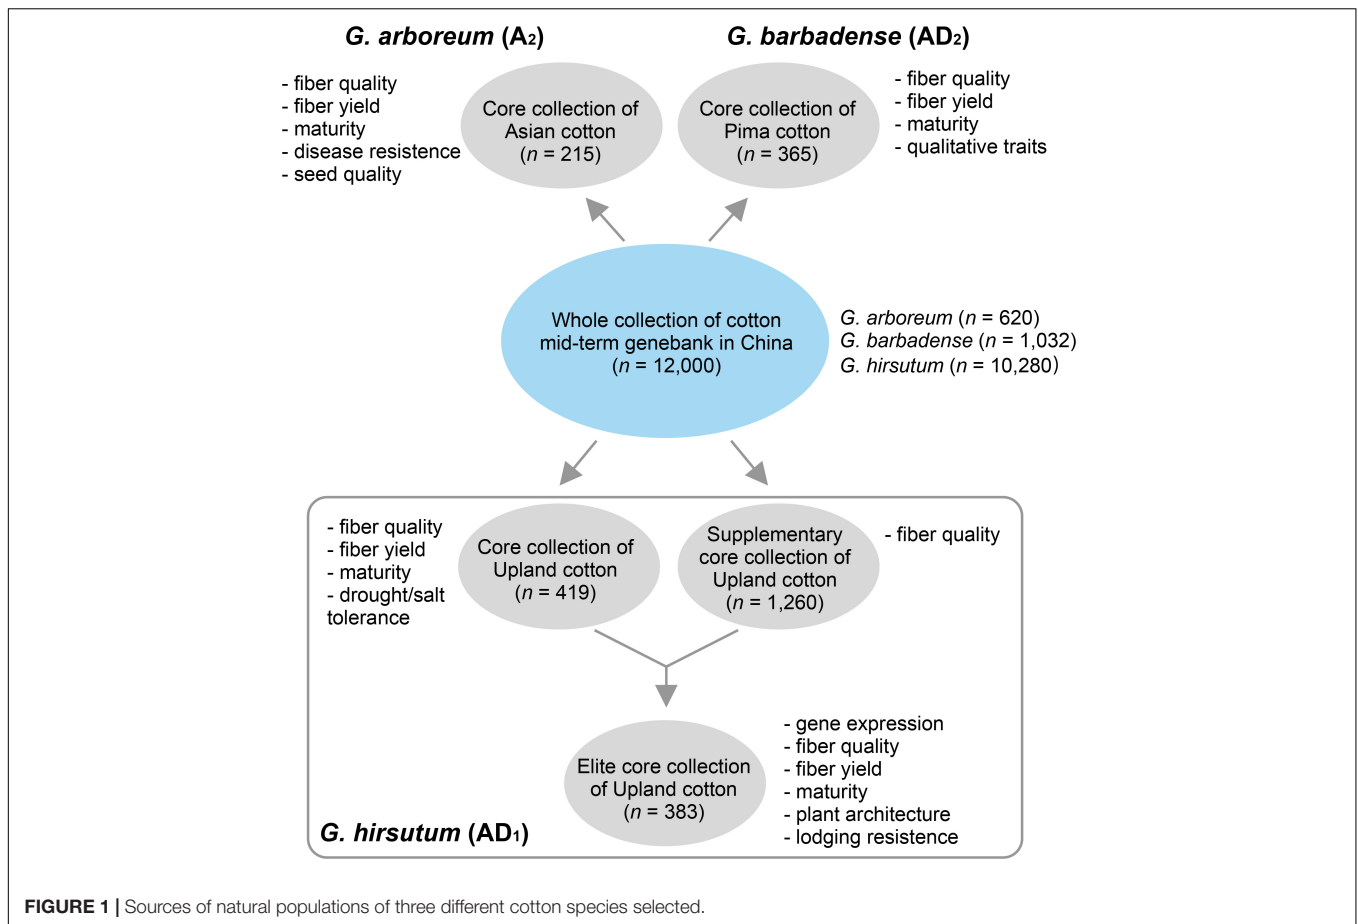 G. arboreum (A2)
G. barbadense (AD2)
- fiber quality
- fiber yield
- maturity
- disease resistence
- seed quality
Core collection of
Asian cotton
(n = 215)
Core collection of
Pima cotton
(n = 365)
- fiber quality
- fiber yield
- maturity
- qualitative traits
Whole collection of cotton
mid-term genebank in China
(n = 12,000)
G. arboreum (n = 620)
G. barbadense (n = 1,032)
G. hirsutum (n = 10,280)
- fiber quality
- fiber yield
- maturity
- drought/salt
tolerance
Core collection of
Upland cotton
(n = 419)
Supplementary
core collection of
Upland cotton
(n = 1,260)
- fiber quality
Elite core collection
of Upland cotton
(n = 383)
- gene expression
- fiber quality
- fiber yield
- maturity
- plant architecture
- lodging resistence
G. hirsutum (AD1)
FIGURE 1 | Sources of natural populations of three different cotton species selected.